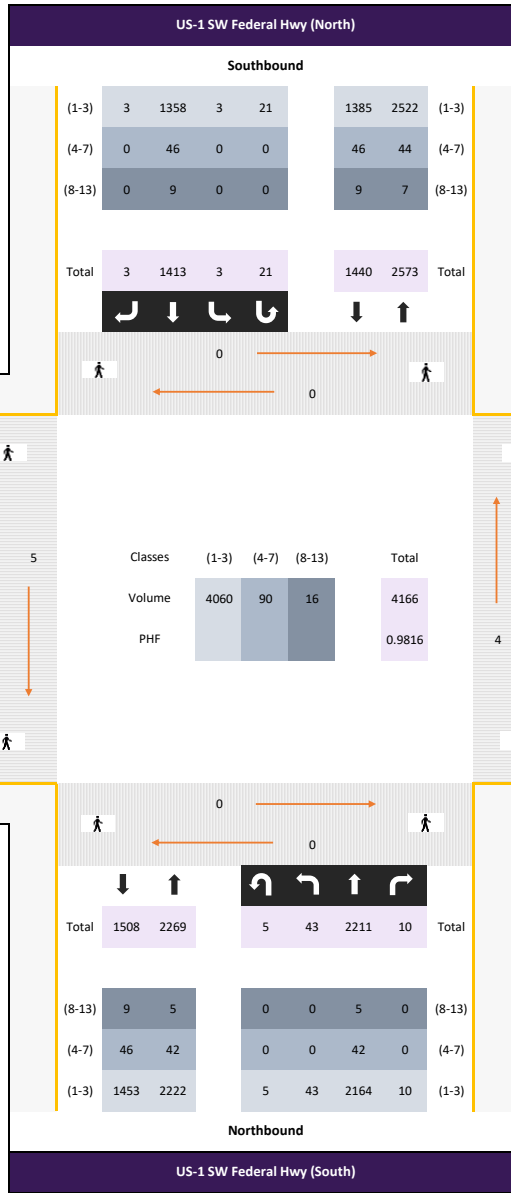 US-1 SW Federal Hwy (North)
Southbound
(1-3) 3 1358 3 21 1385 2522 (1-3)
(4-7) 0 46 0 0 46 44 (4-7)
(8-13) 0 9 0 0 9 7 (8-13)
Total 3 1413 3 21 1440 2573 Total
0
0
5 Classes (1-3) (4-7) (8-13) Total
Volume 4060 90 16 4166
PHF 0.9816 4
0
0
Total 1508 2269 5 43 2211 10 Total
(8-13) 9 5 0 0 5 0 (8-13)
(4-7) 46 42 0 0 42 0 (4-7)
(1-3) 1453 2222 5 43 2164 10 (1-3)
Northbound
US-1 SW Federal Hwy (South)